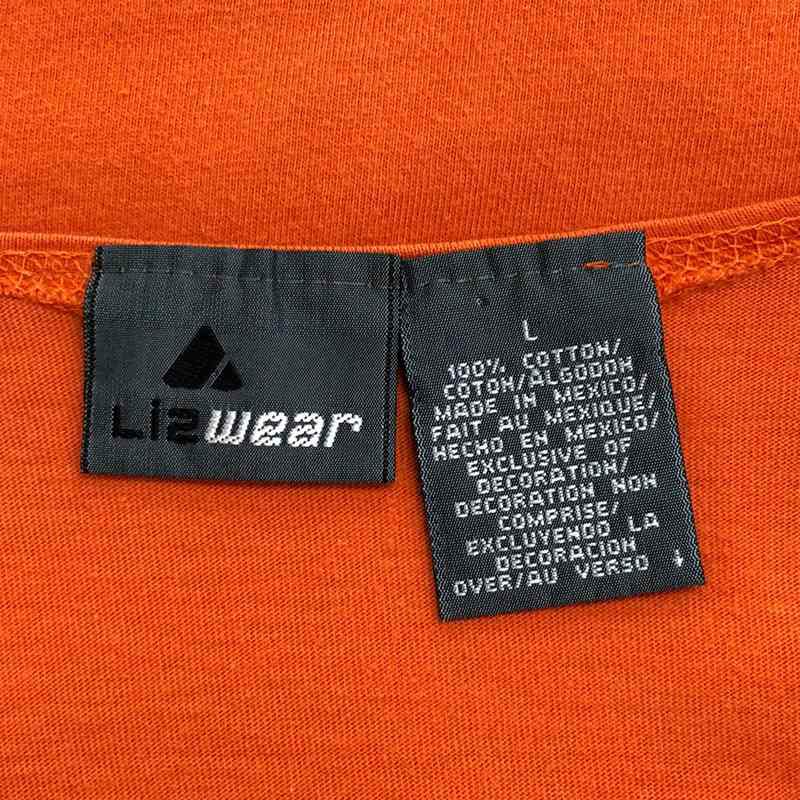 Lizwear
L
100% COTTON/
COTON/ALGODON
MADE IN MEXICO/
FAIT AU MEXIQUE/
HECHO EN MEXICO/
EXCLUSIVE OF
DECORATION/
DECORATION NON
COMPRISE/
EXCLUYENDO LA
DECORACION
OVER/AU VERSO ↓